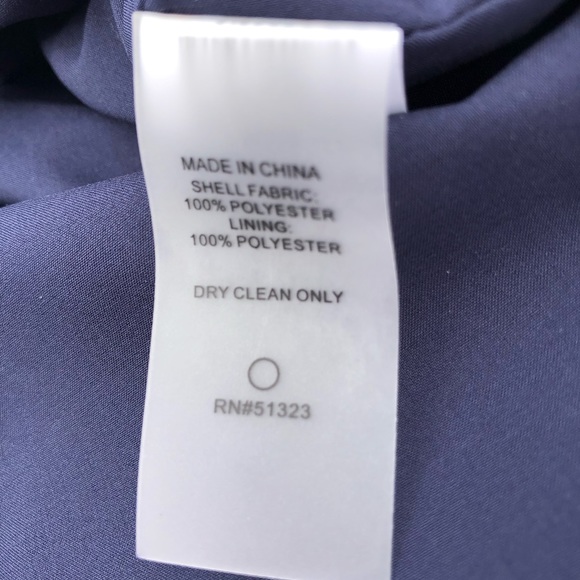 MADE IN CHINA
SHELL FABRIC:
100% POLYESTER
LINING:
100% POLYESTER
DRY CLEAN ONLY
RN#51323